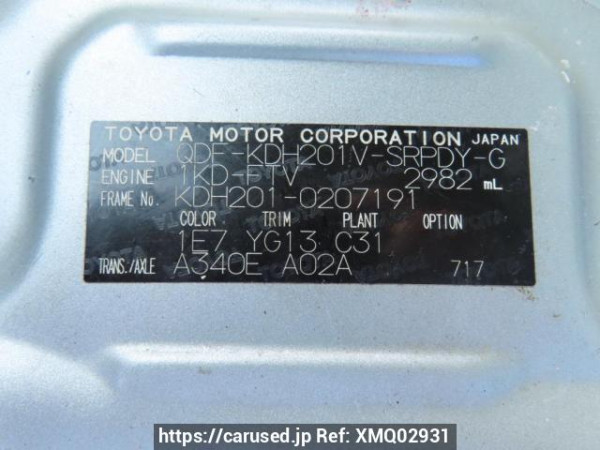 TOYOTA MOTOR CORPORATION JAPAN
MODEL QDF-KDH201V-SRPDY-G
ENGINE 1KD-FTV 2982 mL
FRAME No. KDH201-0207191
COLOR TRIM PLANT OPTION
1E7 YG13 C31
TRANS./AXLE A340E A02A 717
https://carused.jp Ref: XMQ02931